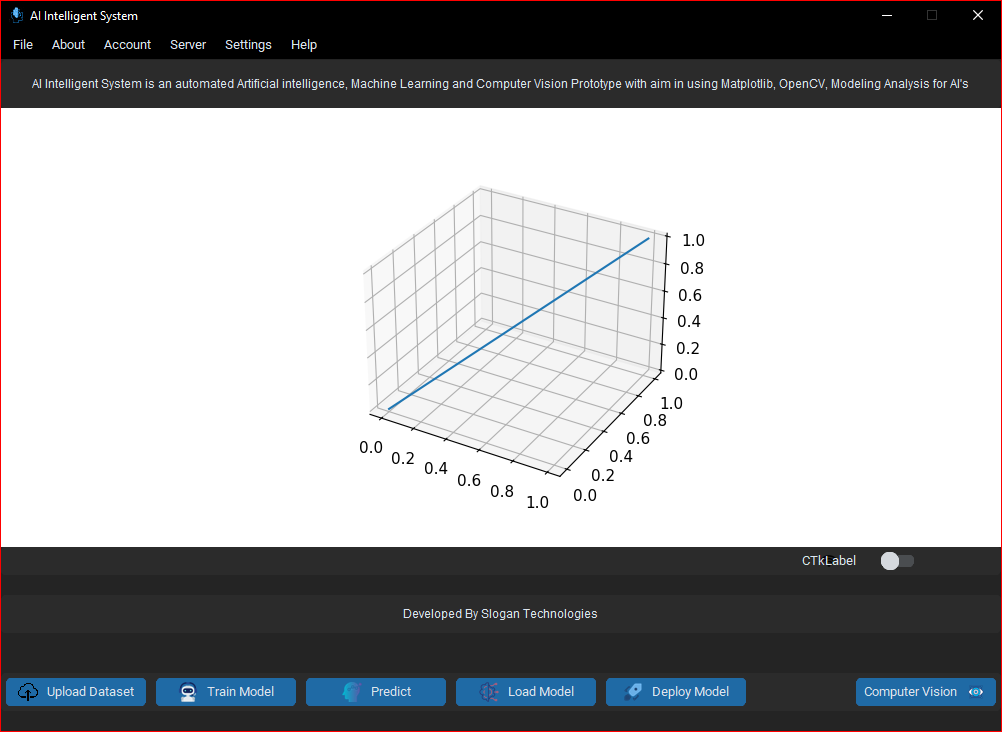 AI Intelligent System
File About Account Server Settings Help
AI Intelligent System is an automated Artificial intelligence, Machine Learning and Computer Vision Prototype with aim in using Matplotlib, OpenCV, Modeling Analysis for AI's
1.0
0.8
0.6
0.4
0.2
0.0
1.0
0.8
0.6
0.4
0.2
0.0
0.0 0.2 0.4 0.6 0.8 1.0
CTkLabel
Developed By Slogan Technologies
Upload Dataset Train Model Predict Load Model Deploy Model Computer Vision